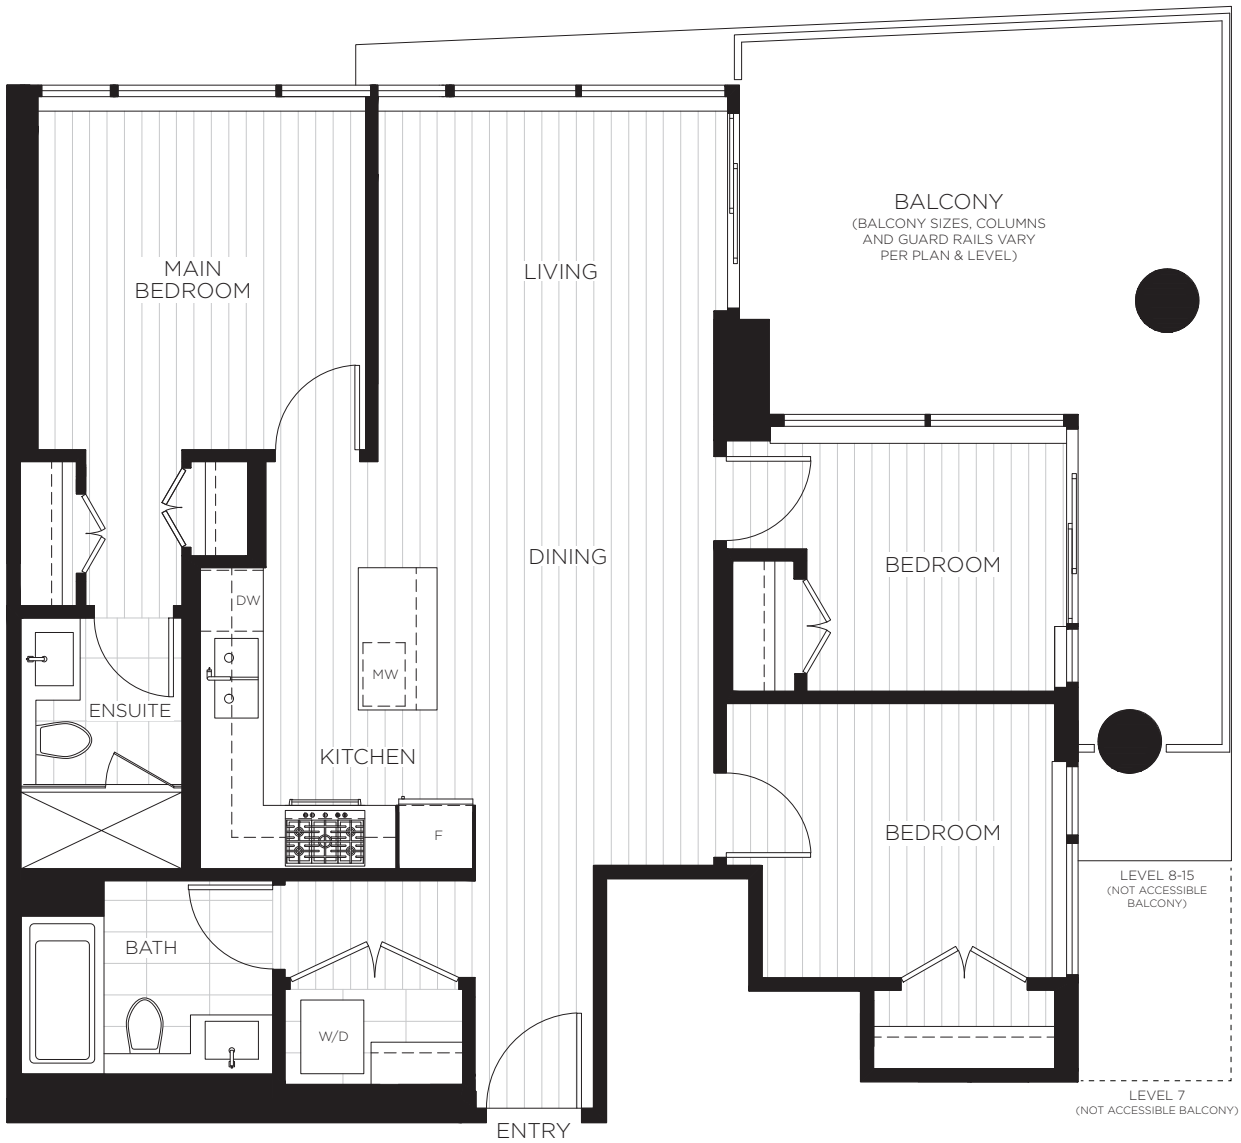 BALCONY
(BALCONY SIZES, COLUMNS
AND GUARD RAILS VARY
PER PLAN & LEVEL)
MAIN
BEDROOM
LIVING
DINING
BEDROOM
DW
MW
ENSUITE
KITCHEN
F
BEDROOM
LEVEL 8-15
(NOT ACCESSIBLE
BALCONY)
BATH
W/D
LEVEL 7
(NOT ACCESSIBLE BALCONY)
ENTRY